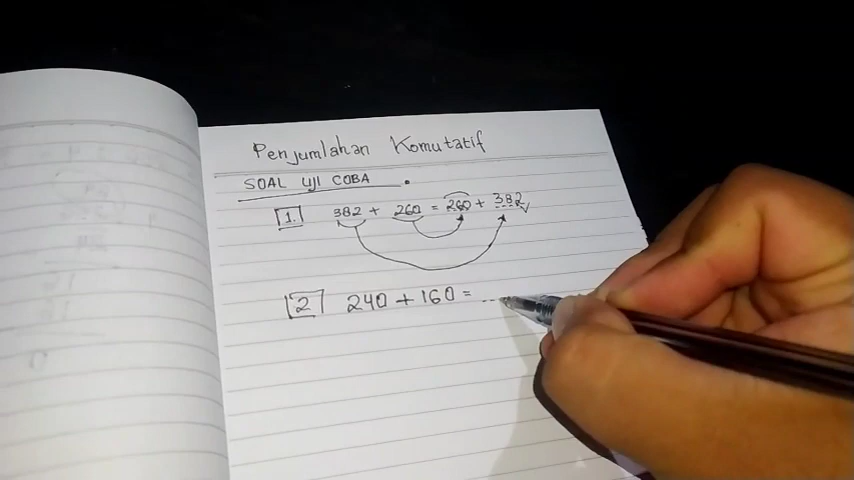 Penjumlahan Komutatif
SOAL UJI COBA .
1. 382 + 260 = 260 + 382
2 240 + 160 = ...